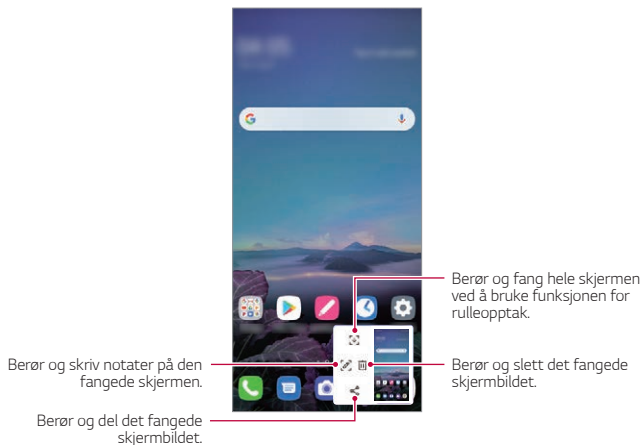 Berør og fang hele skjermen
ved å bruke funksjonen for
rulleopptak.
Berør og skriv notater på den
fangede skjermen.
Berør og slett det fangede
skjermbildet.
Berør og del det fangede
skjermbildet.